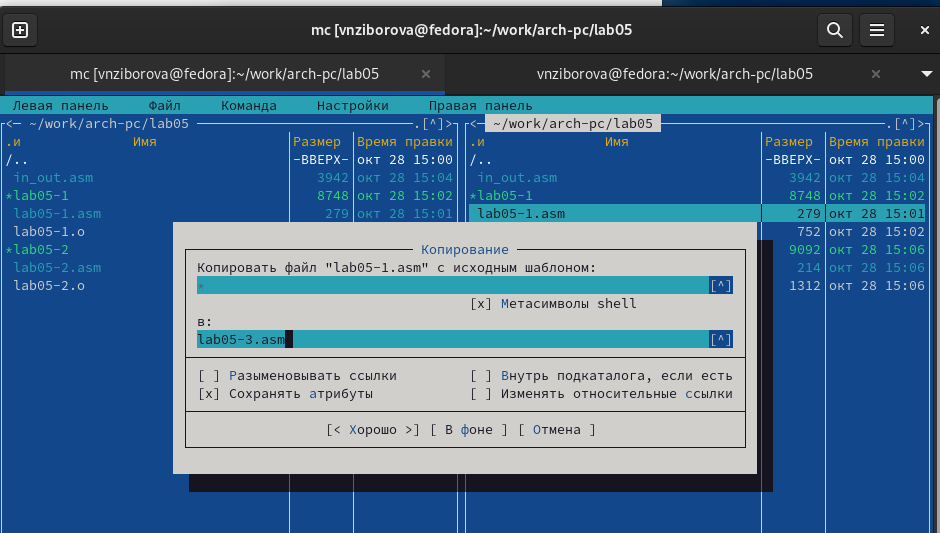 mc [vnziborova@fedora]:~/work/arch-pc/lab05
mc [vnziborova@fedora]:~/work/arch-pc/lab05 × vnziborova@fedora:~/work/arch-pc/lab05 ×
Левая панель Файл Команда Настройки Правая панель
<— ~/work/arch-pc/lab05 .[^]> <— ~/work/arch-pc/lab05 .[^]>
.и Имя Размер Время правки .и Имя Размер Время правки
/.. -ВВЕРХ- окт 28 15:00 /.. -ВВЕРХ- окт 28 15:00
in_out.asm 3942 окт 28 15:04 in_out.asm 3942 окт 28 15:04
*lab05-1 8748 окт 28 15:02 *lab05-1 8748 окт 28 15:02
lab05-1.asm 279 окт 28 15:01 lab05-1.asm 279 окт 28 15:01
lab05-1.o 752 окт 28 15:02
*lab05-2 9092 окт 28 15:06
lab05-2.asm 214 окт 28 15:06
lab05-2.o 1312 окт 28 15:06
Копирование
Копировать файл "lab05-1.asm" с исходным шаблоном:
* [^]
[x] Метасимволы shell
в:
lab05-3.asm [^]
[ ] Разыменовывать ссылки [ ] Внутрь подкаталога, если есть
[x] Сохранять атрибуты [ ] Изменять относительные ссылки
[< Хорошо >] [ В фоне ] [ Отмена ]